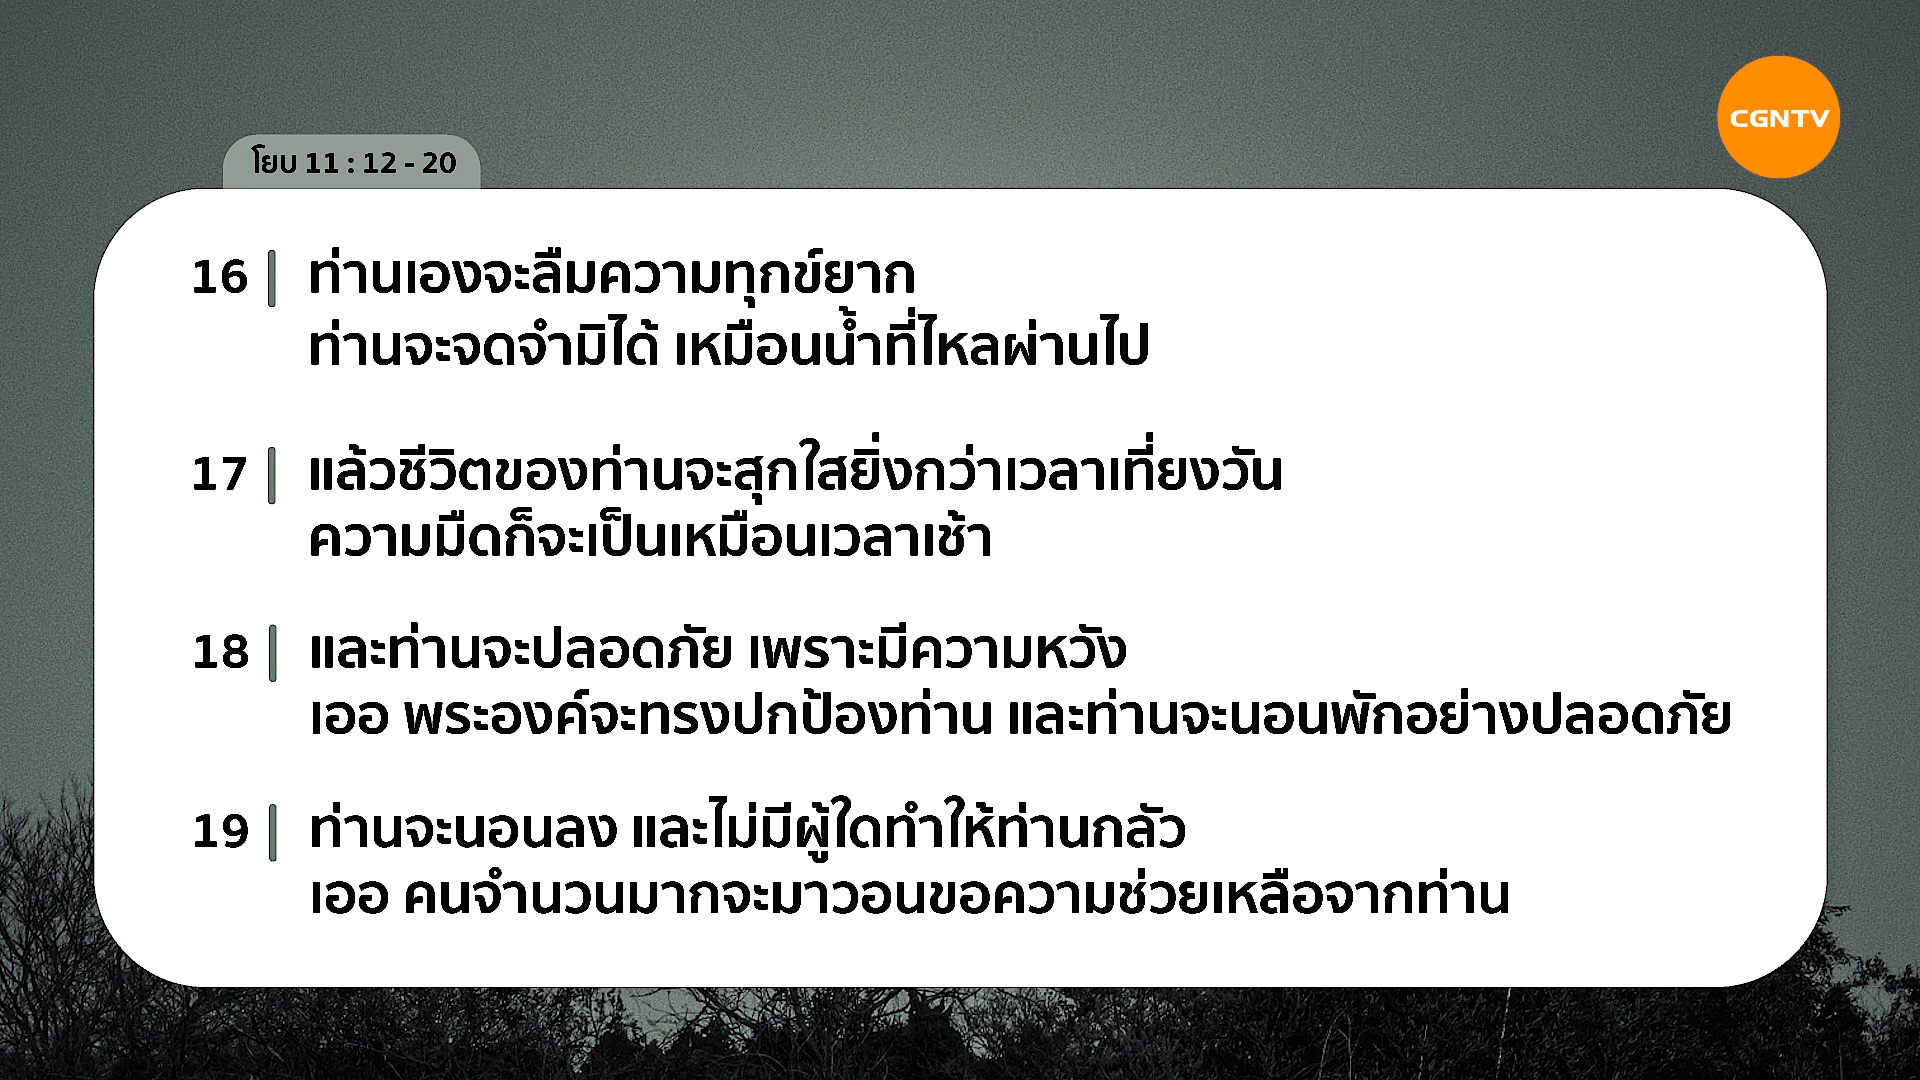 CGNTV
โยบ 11 : 12 - 20
16 | ท่านเองจะลืมความทุกข์ยาก
ท่านจะจดจำมิได้ เหมือนน้ำที่ไหลผ่านไป
17 | แล้วชีวิตของท่านจะสุกใสยิ่งกว่าเวลาเที่ยงวัน
ความมืดก็จะเป็นเหมือนเวลาเช้า
18 | และท่านจะปลอดภัย เพราะมีความหวัง
เออ พระองค์จะทรงปกป้องท่าน และท่านจะนอนพักอย่างปลอดภัย
19 | ท่านจะนอนลง และไม่มีผู้ใดทำให้ท่านกลัว
เออ คนจำนวนมากจะมาวอนขอความช่วยเหลือจากท่าน